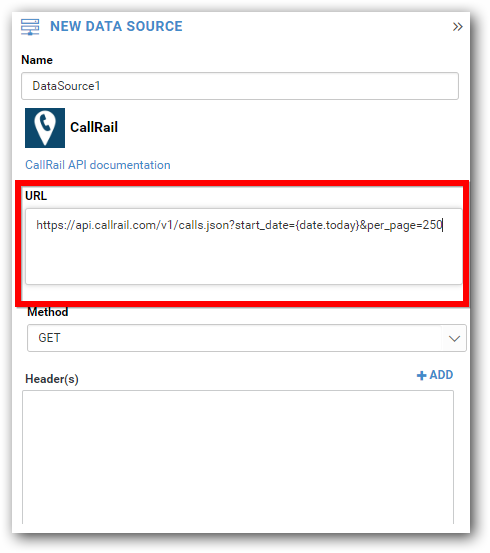 NEW DATA SOURCE
Name
DataSource1
CallRail
CallRail API documentation
URL
https://api.callrail.com/v1/calls.json?start_date={date.today}&per_page=250
Method
GET
Header(s)
ADD